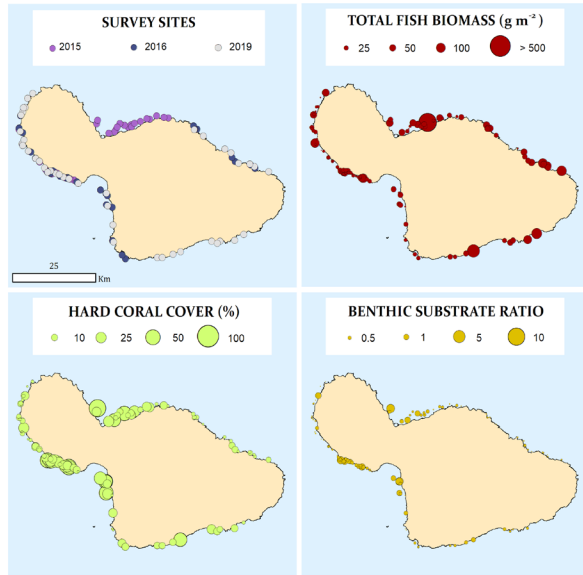 SURVEY SITES
2015 2016 2019
25
Km
TOTAL FISH BIOMASS (g m⁻²)
25 50 100 > 500
HARD CORAL COVER (%)
10 25 50 100
BENTHIC SUBSTRATE RATIO
0.5 1 5 10